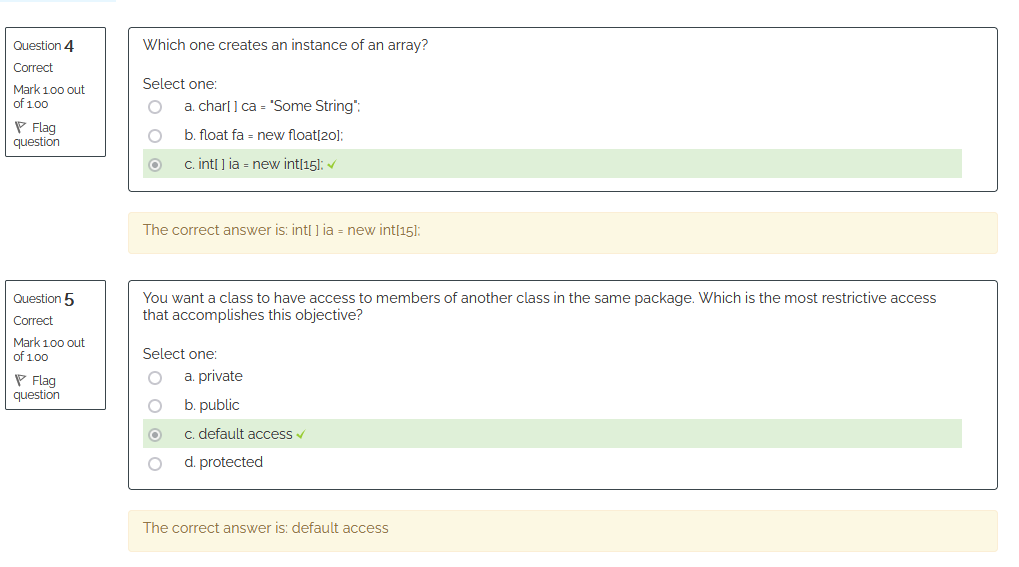 Question 4
Correct
Mark 1.00 out
of 1.00
Flag
question
Which one creates an instance of an array?
Select one:
a. char[ ] ca = "Some String";
b. float fa = new float[20];
c. int[ ] ia = new int[15];
The correct answer is: int[ ] ia = new int[15];
Question 5
Correct
Mark 1.00 out
of 1.00
Flag
question
You want a class to have access to members of another class in the same package. Which is the most restrictive access
that accomplishes this objective?
Select one:
a. private
b. public
c. default access
d. protected
The correct answer is: default access